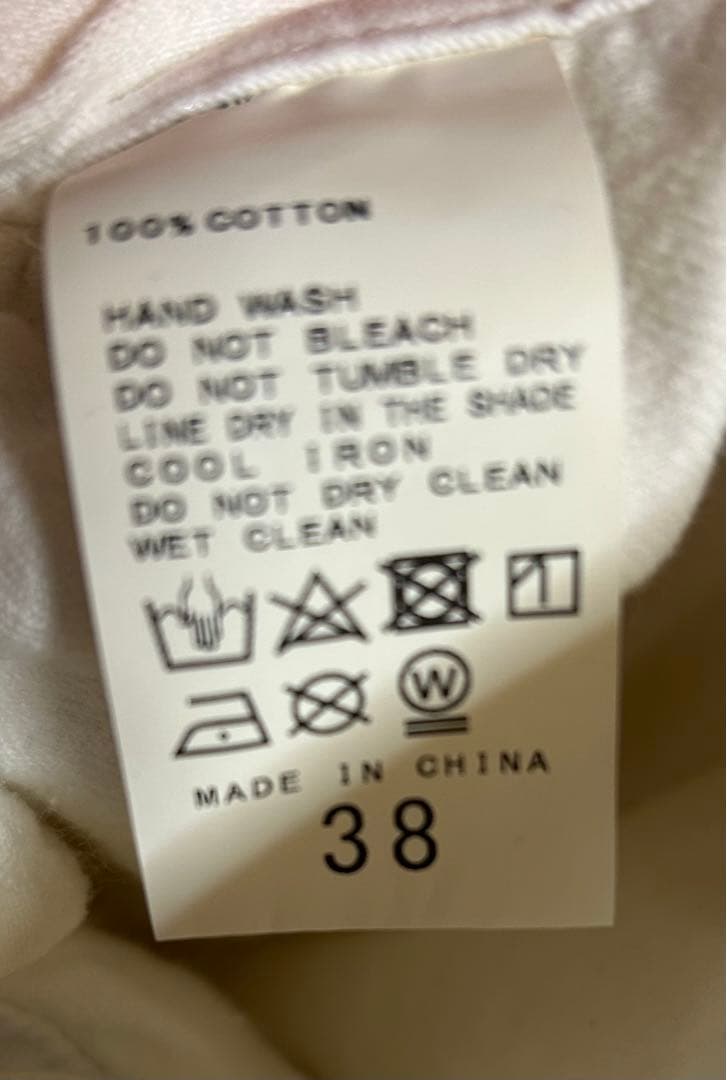 100% COTTON
HAND WASH
DO NOT BLEACH
DO NOT TUMBLE DRY
LINE DRY IN THE SHADE
COOL IRON
DO NOT DRY CLEAN
WET CLEAN
W
MADE IN CHINA
38